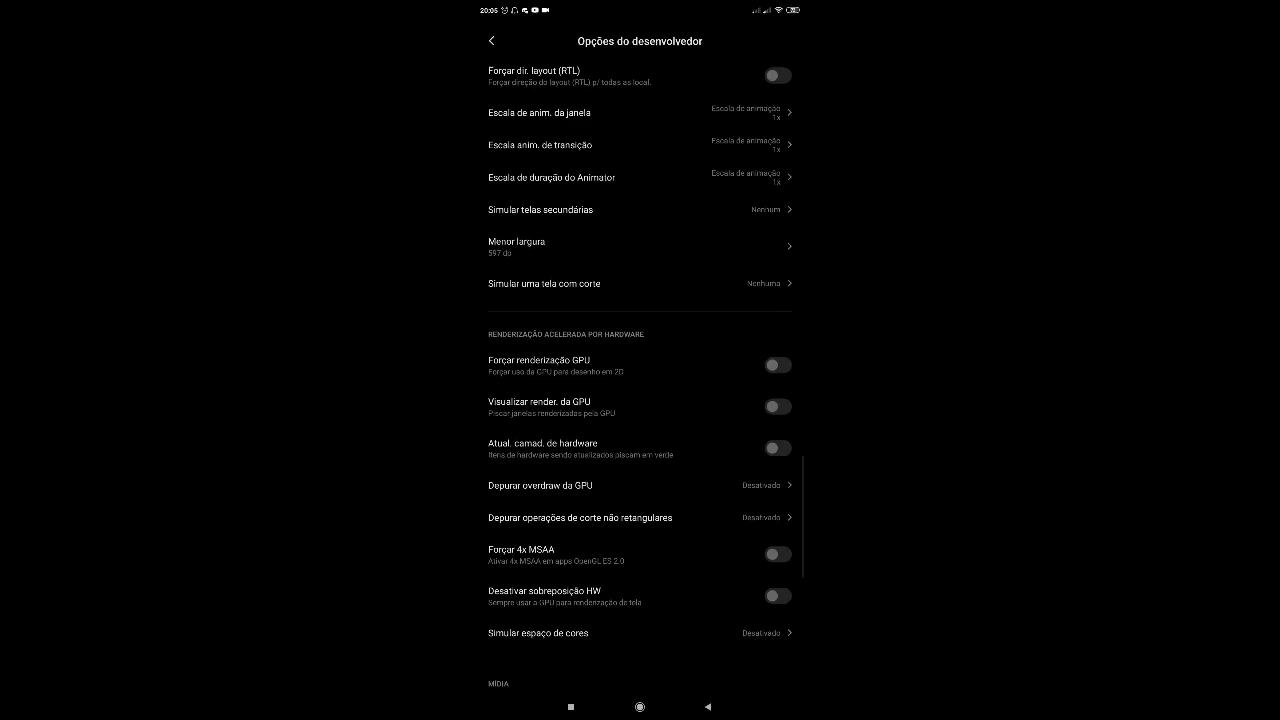 20:05
Opções do desenvolvedor
Forçar dir. layout (RTL)
Forçar direção do layout (RTL) p/ todas as local.
Escala de anim. da janela
Escala de animação
1x
Escala anim. de transição
Escala de animação
1x
Escala de duração do Animator
Escala de animação
1x
Simular telas secundárias
Nenhum
Menor largura
597 dp
Simular uma tela com corte
Nenhuma
RENDERIZAÇÃO ACELERADA POR HARDWARE
Forçar renderização GPU
Forçar uso da GPU para desenho em 2D
Visualizar render. da GPU
Piscar janelas renderizadas pela GPU
Atual. camad. de hardware
Itens de hardware sendo atualizados piscam em verde
Depurar overdraw da GPU
Desativado
Depurar operações de corte não retangulares
Desativado
Forçar 4x MSAA
Ativar 4x MSAA em apps OpenGL ES 2.0
Desativar sobreposição HW
Sempre usar a GPU para renderização de tela
Simular espaço de cores
Desativado
MÍDIA